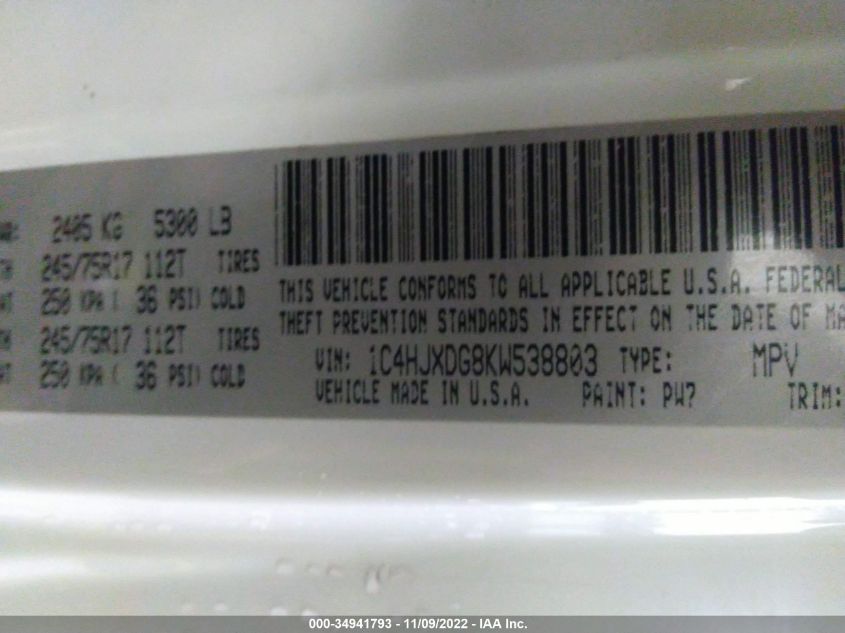 2405 KG 5300 LB
245/75R17 112T TIRES
250 KPA ( 36 PSI) COLD
245/75R17 112T TIRES
250 KPA ( 36 PSI) COLD
THIS VEHICLE CONFORMS TO ALL APPLICABLE U.S.A. FEDERAL
THEFT PREVENTION STANDARDS IN EFFECT ON THE DATE OF MA
VIN: 1C4HJXDG8KW538803 TYPE: MPV
VEHICLE MADE IN U.S.A. PAINT: PW7 TRIM:
000-34941793 - 11/09/2022 - IAA Inc.